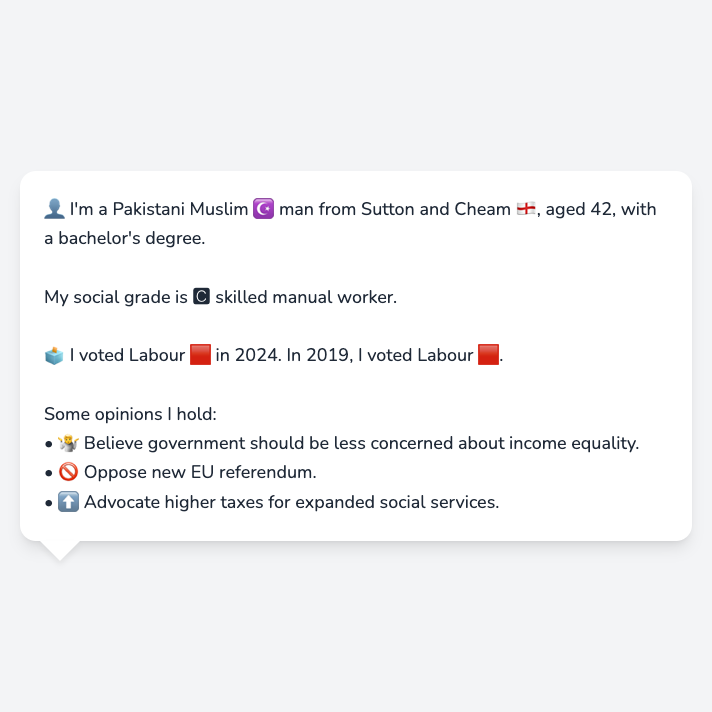 👤 I'm a Pakistani Muslim ☪️ man from Sutton and Cheam 🏴󠁧󠁢󠁥󠁮󠁧󠁿, aged 42, with
a bachelor's degree.
My social grade is 🅲 skilled manual worker.
🗳️ I voted Labour 🟥 in 2024. In 2019, I voted Labour 🟥.
Some opinions I hold:
• 🤷 Believe government should be less concerned about income equality.
• 🚫 Oppose new EU referendum.
• ⬆️ Advocate higher taxes for expanded social services.